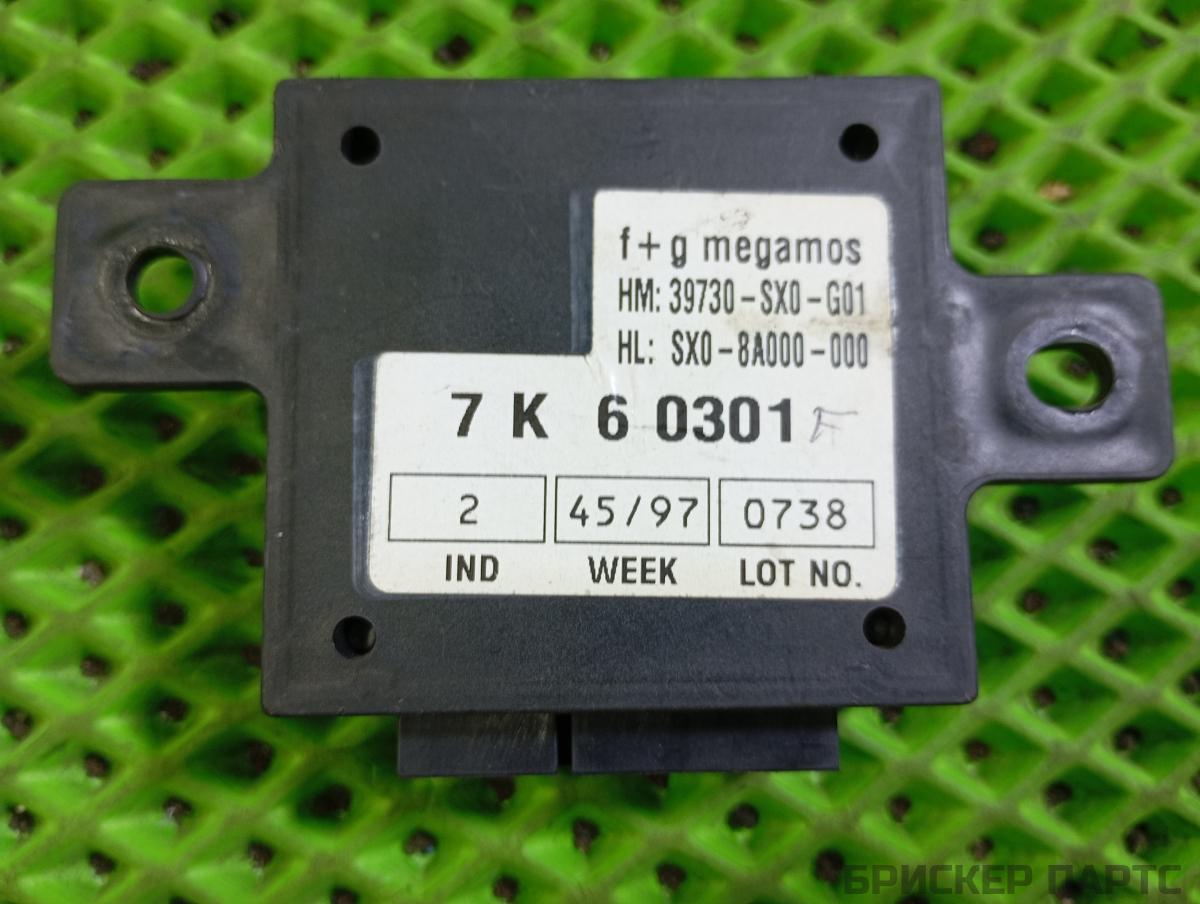 f+g megamos
HM: 39730-SX0-G01
HL: SX0-8A000-000
7 K 6 0301 F
2 45/97 0738
IND WEEK LOT NO.
БРИСКЕР ПАРТС